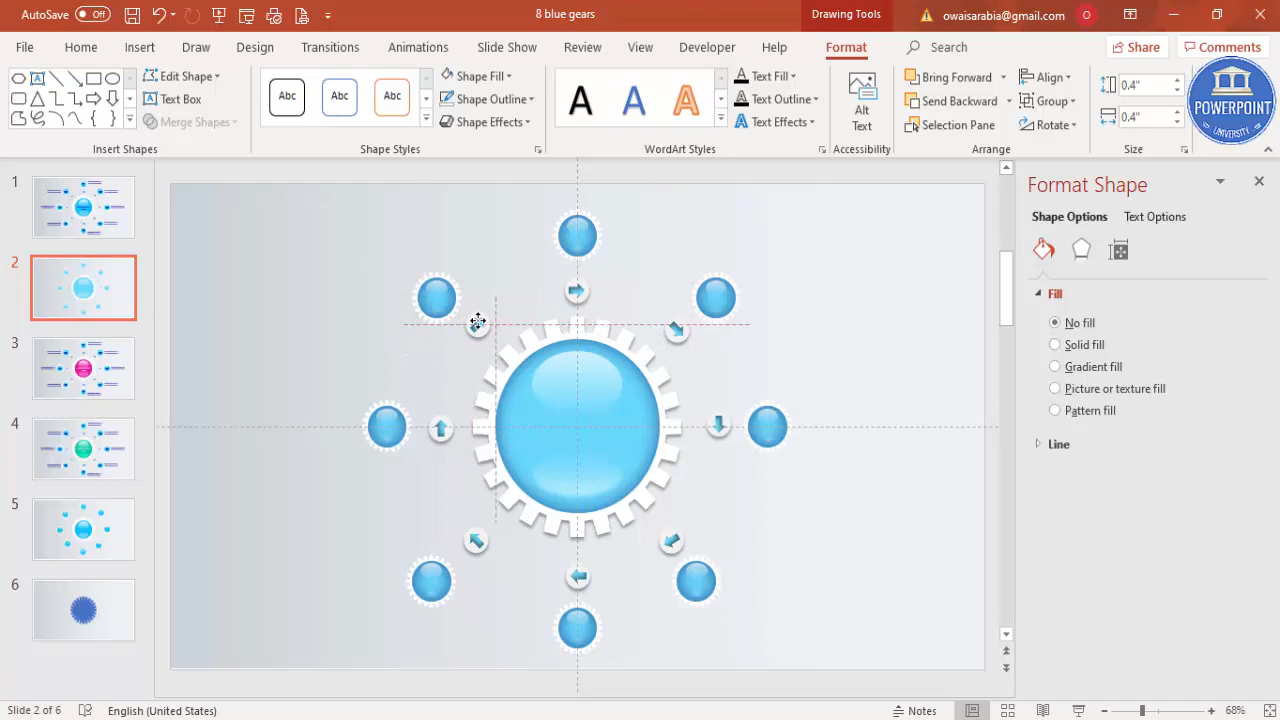 AutoSave Off 8 blue gears Drawing Tools owaisarabia@gmail.com O
File Home Insert Draw Design Transitions Animations Slide Show Review View Developer Help Format Search Share Comments
Edit Shape
Text Box
Merge Shapes
Insert Shapes
Abc Abc Abc
Shape Fill
Shape Outline
Shape Effects
Shape Styles
A A A
Text Fill
Text Outline
Text Effects
WordArt Styles
Alt
Text
Accessibility
Bring Forward
Send Backward
Selection Pane
Align
Group
Rotate
Arrange
0.4"
0.4"
Size
POWERPOINT
UNIVERSITY
1
2
3
4
5
6
Format Shape
Shape Options Text Options
Fill
No fill
Solid fill
Gradient fill
Picture or texture fill
Pattern fill
Line
Slide 2 of 6 English (United States) Notes 68%